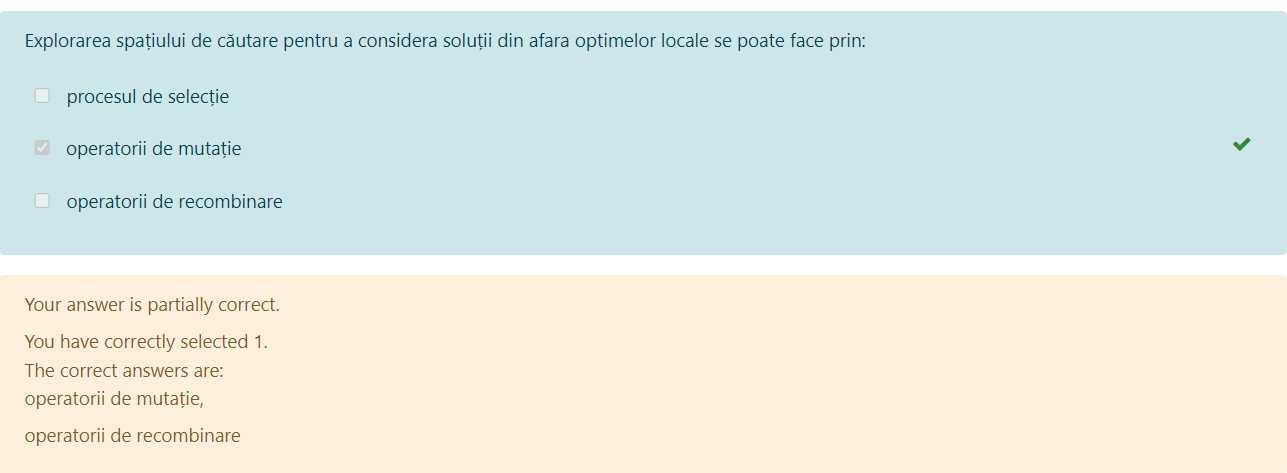 Explorarea spațiului de căutare pentru a considera soluții din afara optimelor locale se poate face prin:
procesul de selecție
operatorii de mutație
operatorii de recombinare
Your answer is partially correct.
You have correctly selected 1.
The correct answers are:
operatorii de mutație,
operatorii de recombinare